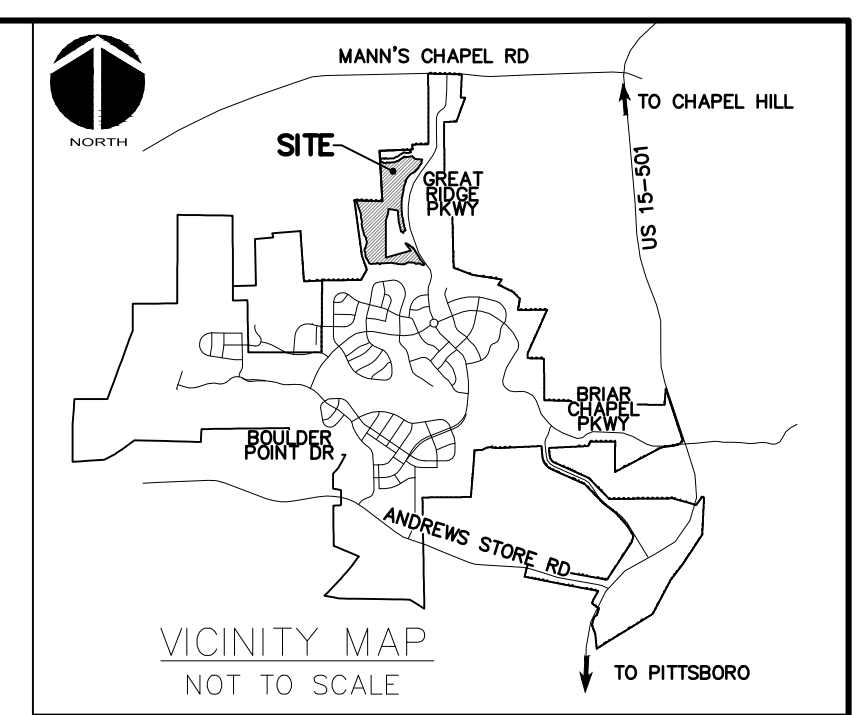 MANN'S CHAPEL RD
NORTH
TO CHAPEL HILL
SITE
US 15-501
GREAT
RIDGE
PKWY
BRIAR
CHAPEL
PKWY
BOULDER
POINT DR
ANDREWS STORE RD
VICINITY MAP
NOT TO SCALE
TO PITTSBORO